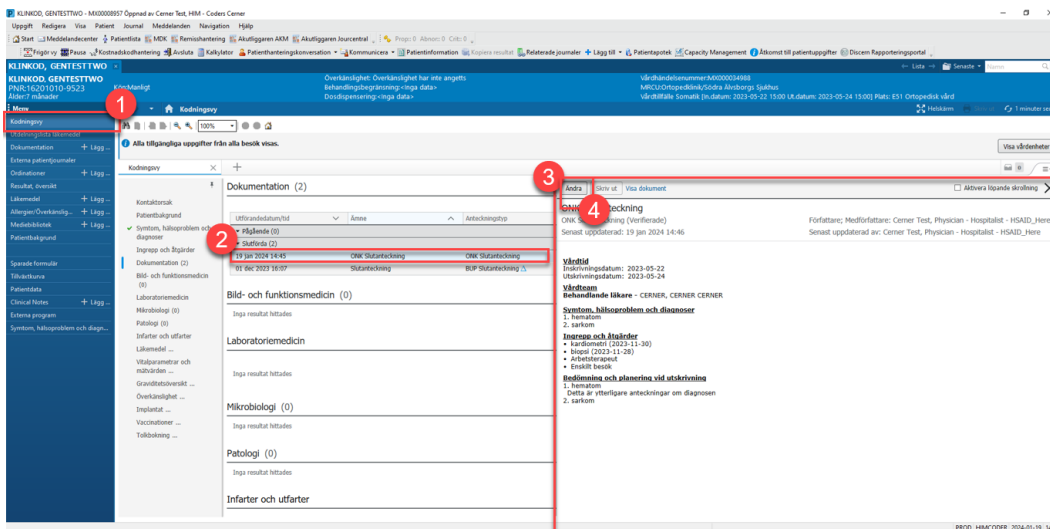 KLINKOD, GENTESTTWO - MX00008957 Öppnad av Cerner Test, HIM - Coders Cerner
Uppgift Redigera Visa Patient Journal Meddelanden Navigation Hjälp
Start Meddelandecenter Patientlista MDK Remisshantering Akutliggaren AKM Akutliggaren Jourcentral Prop: 0 Abnor: 0 Crit: 0
Frigör vy Pausa Kostnadskodhantering Avsluta Kalkylator Patienthanteringskonversation Kommunicera Patientinformation Kopiera resultat Relaterade journaler Lägg till Patientapotek Capacity Management Åtkomst till patientuppgifter Discern Rapporteringsportal
KLINKOD, GENTESTTWO
Lista Senaste Namn
KLINKOD, GENTESTTWO
PNR:16201010-9523
Ålder:7 månader
Kön:Manligt
Överkänslighet: Överkänslighet har inte angetts
Behandlingsbegränsning: <Inga data>
Dosdispensering: <Inga data>
Vårdhändelsenummer:MX000034988
MRCU:Ortopedklinik/Södra Älvsborgs Sjukhus
Vårdtillfälle Somatik [In.datum: 2023-05-22 15:00 Ut.datum: 2023-05-24 15:00] Plats: E51 Ortopedisk vård
Meny
Kodningsvy
Helskärm Skriv ut 1 minuter sen
1
Kodningsvy
Utdelningslista läkemedel
Dokumentation + Lägg ...
Externa patientjournaler
Ordinationer + Lägg ...
Resultat, översikt
Läkemedel + Lägg ...
Allergier/Överkänslig... + Lägg ...
Mediebibliotek + Lägg ...
Patientbakgrund
Sparade formulär
Tillväxtkurva
Patientdata
Clinical Notes + Lägg ...
Externa program
Symtom, hälsoproblem och diagn...
100%
Alla tillgängliga uppgifter från alla besök visas.
Visa vårdenheter
Kodningsvy
Kontaktorsak
Patientbakgrund
Symtom, hälsoproblem och diagnoser
Ingrepp och åtgärder
Dokumentation (2)
Bild- och funktionsmedicin (0)
Laboratoriemedicin
Mikrobiologi (0)
Patologi (0)
Infarter och utfarter
Läkemedel ...
Vitalparametrar och mätvärden ...
Graviditetsöversikt ...
Överkänslighet ...
Implantat ...
Vaccinationer ...
Tolkbokning ...
Dokumentation (2)
Utförandedatum/tid Ämne Anteckningstyp
2
Pågående (0)
Slutförda (2)
19 jan 2024 14:45 ONK Slutanteckning ONK Slutanteckning
01 dec 2023 16:07 Slutanteckning BUP Slutanteckning
Bild- och funktionsmedicin (0)
Inga resultat hittades
Laboratoriemedicin
Inga resultat hittades
Mikrobiologi (0)
Inga resultat hittades
Patologi (0)
Inga resultat hittades
Infarter och utfarter
3
Ändra Skriv ut Visa dokument
Aktivera löpande skrollning
4
Senast uppdaterad: 19 jan 2024 14:46
Författare; Medförfattare: Cerner Test, Physician - Hospitalist - HSAID_Here
Senast uppdaterad av: Cerner Test, Physician - Hospitalist - HSAID_Here
Vårdtid
Inskrivningsdatum: 2023-05-22
Utskrivningsdatum: 2023-05-24
Vårdteam
Behandlande läkare - CERNER, CERNER CERNER
Symtom, hälsoproblem och diagnoser
1. hematom
2. sarkom
Ingrepp och åtgärder
• kardiometri (2023-11-30)
• biopsi (2023-11-28)
• Arbetsterapeut
• Enskilt besök
Bedömning och planering vid utskrivning
1. hematom
Detta är ytterligare anteckningar om diagnosen
2. sarkom
PROD HIMCODER 2024-01-19